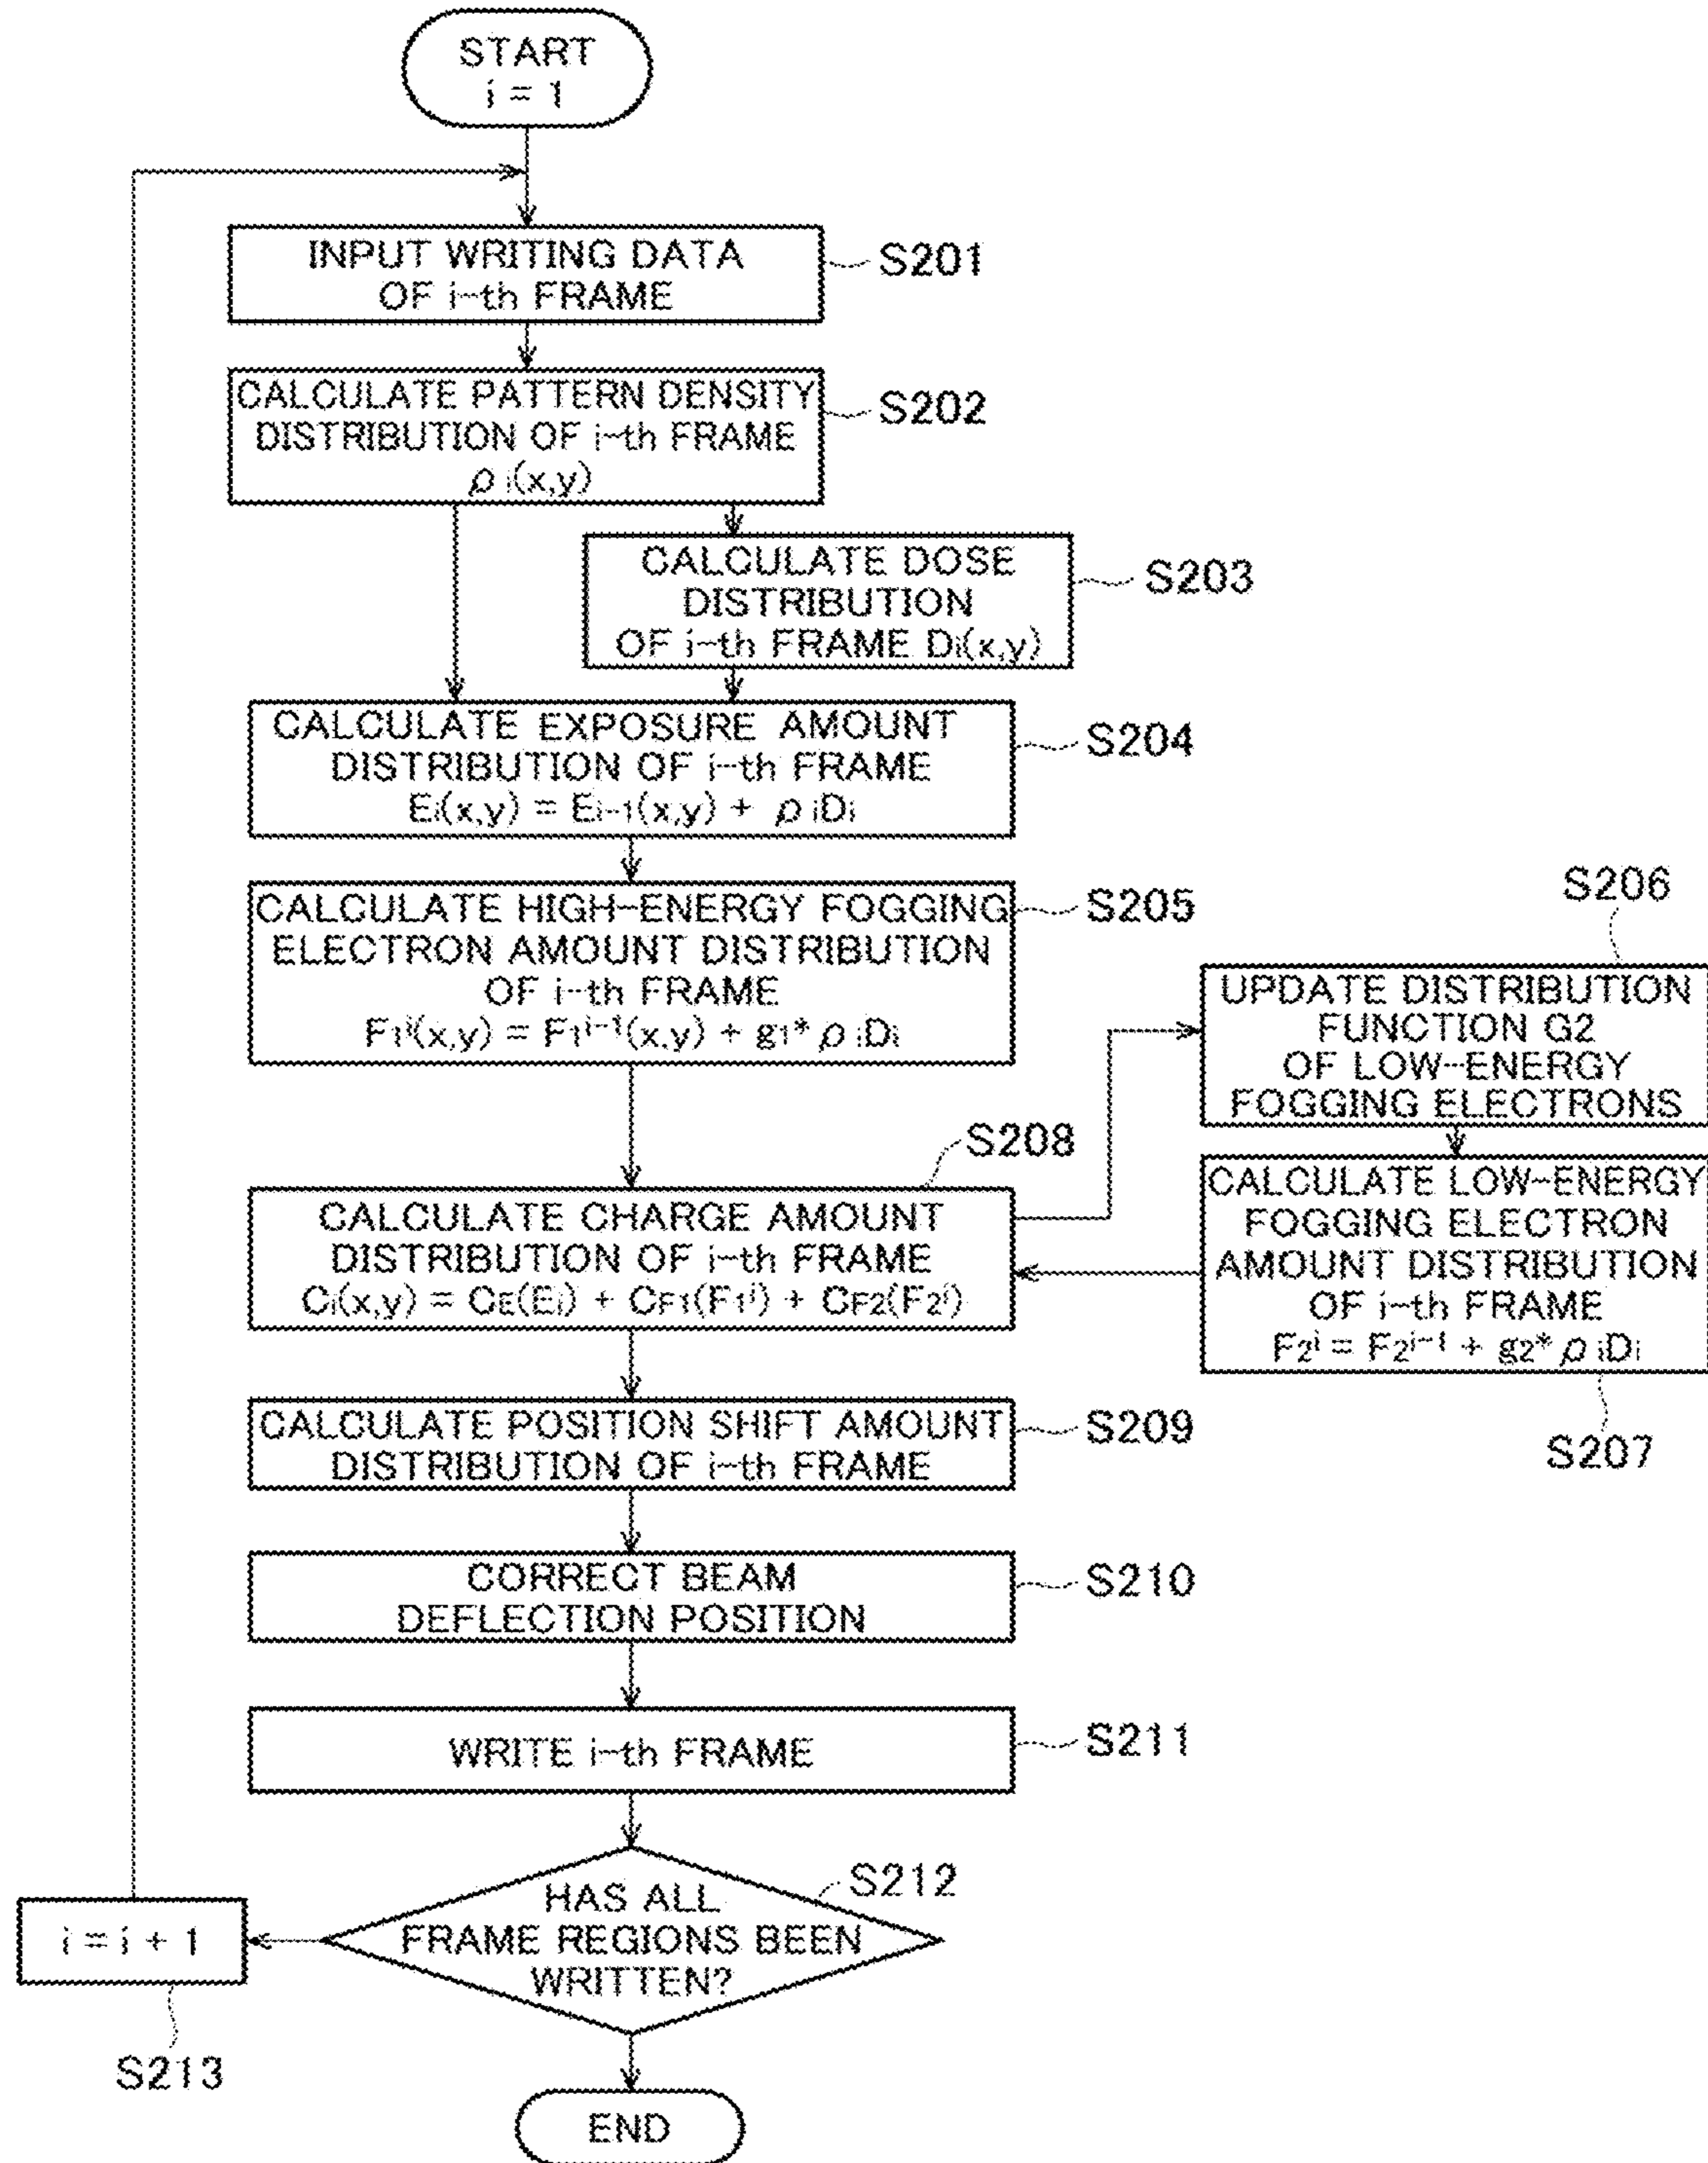 START
i = 1
INPUT WRITING DATA
OF i-th FRAME
S201
CALCULATE PATTERN DENSITY
DISTRIBUTION OF i-th FRAME
ρi(x,y)
S202
CALCULATE DOSE
DISTRIBUTION
OF i-th FRAME Di(x,y)
S203
CALCULATE EXPOSURE AMOUNT
DISTRIBUTION OF i-th FRAME
Ei(x,y) = Ei-1(x,y) + ρiDi
S204
CALCULATE HIGH-ENERGY FOGGING
ELECTRON AMOUNT DISTRIBUTION
OF i-th FRAME
F1^i(x,y) = F1^i-1(x,y) + g1*ρiDi
S205
S206
UPDATE DISTRIBUTION
FUNCTION G2
OF LOW-ENERGY
FOGGING ELECTRONS
CALCULATE LOW-ENERGY
FOGGING ELECTRON
AMOUNT DISTRIBUTION
OF i-th FRAME
F2^i = F2^i-1 + g2*ρiDi
S207
S208
CALCULATE CHARGE AMOUNT
DISTRIBUTION OF i-th FRAME
Ci(x,y) = CE(Ei) + CF1(F1^i) + CF2(F2^i)
CALCULATE POSITION SHIFT AMOUNT
DISTRIBUTION OF i-th FRAME
S209
CORRECT BEAM
DEFLECTION POSITION
S210
WRITE i-th FRAME
S211
HAS ALL
FRAME REGIONS BEEN
WRITTEN?
S212
i = i + 1
S213
END